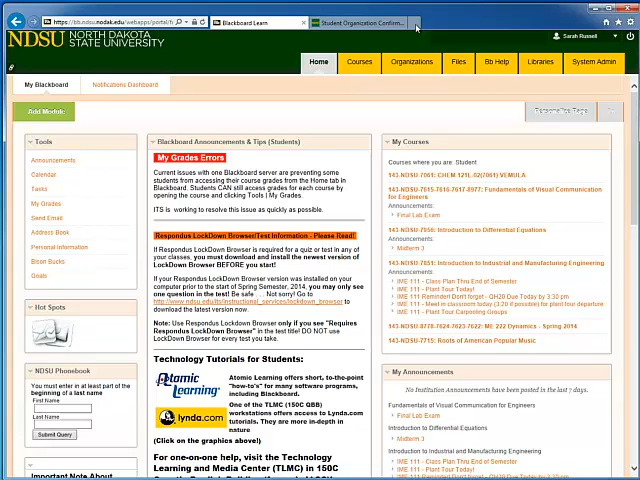 https://bb.ndsu.nodak.edu/webapps/portal/f
Blackboard Learn
Student Organization Confirm...
NDSU NORTH DAKOTA
STATE UNIVERSITY
Sarah Russell
Home
Courses
Organizations
Files
Bb Help
Libraries
System Admin
My Blackboard
Notifications Dashboard
Add Module
Personalize Page
Tools
Announcements
Calendar
Tasks
My Grades
Send Email
Address Book
Personal Information
Bison Bucks
Goals
Hot Spots
NDSU Phonebook
You must enter in at least part of the
beginning of a last name
First Name
Last Name
Submit Query
Important Note About
Blackboard Announcements & Tips (Students)
My Grades Errors
Current issues with one Blackboard server are preventing some
students from accessing their course grades from the Home tab in
Blackboard. Students CAN still access grades for each course by
opening the course and clicking Tools | My Grades.
ITS is working to resolve this issue as quickly as possible.
Respondus LockDown Browser/Test Information - Please Read!
If Respondus LockDown Browser is required for a quiz or test in any of
your classes, you must download and install the newest version of
LockDown Browser BEFORE you start!
If your Respondus LockDown Browser version was installed on your
computer prior to the start of Spring Semester, 2014, you may only see
one question in the test! Be safe . . . Not sorry! Go to
http://www.ndsu.edu/its/instructional_services/lockdown_browser to
download the latest version now.
Note: Use Respondus LockDown Browser only if you see "Requires
Respondus LockDown Browser" in the test title! DO NOT use
LockDown Browser for every test you take.
Technology Tutorials for Students:
Atomic Learning
Atomic Learning offers short, to-the-point
"how-to's" for many software programs,
including Blackboard.
lynda.com
One of the TLMC (150C QBB)
workstations offers access to Lynda.com
tutorials. They are more in-depth in
nature
(Click on the graphics above!)
For one-on-one help, visit the Technology
Learning and Media Center (TLMC) in 150C
My Courses
Courses where you are: Student
143-NDSU-7061: CHEM 121L-02(7061) VEMULA
143-NDSU-7615-7616-7617-8977: Fundamentals of Visual Communication
for Engineers
Announcements:
Final Lab Exam
143-NDSU-7956: Introduction to Differential Equations
Announcements:
Midterm 3
143-NDSU-7851: Introduction to Industrial and Manufacturing Engineering
Announcements:
IME 111 - Class Plan Thru End of Semester
IME 111 - Plant Tour Today!
IME 111 Reminded Don't forget - QH20 Due Today by 3:30 pm
IME 111 - Meet in classroom today (3:20 if possible) for plant tour departure
IME 111 - Plant Tour Carpooling Groups
143-NDSU-8778-7624-7623-7622: ME 222 Dynamics - Spring 2014
143-NDSU-7715: Roots of American Popular Music
My Announcements
No Institution Announcements have been posted in the last 7 days.
Fundamentals of Visual Communication for Engineers
Final Lab Exam
Introduction to Differential Equations
Midterm 3
Introduction to Industrial and Manufacturing Engineering
IME 111 - Class Plan Thru End of Semester
IME 111 - Plant Tour Today!